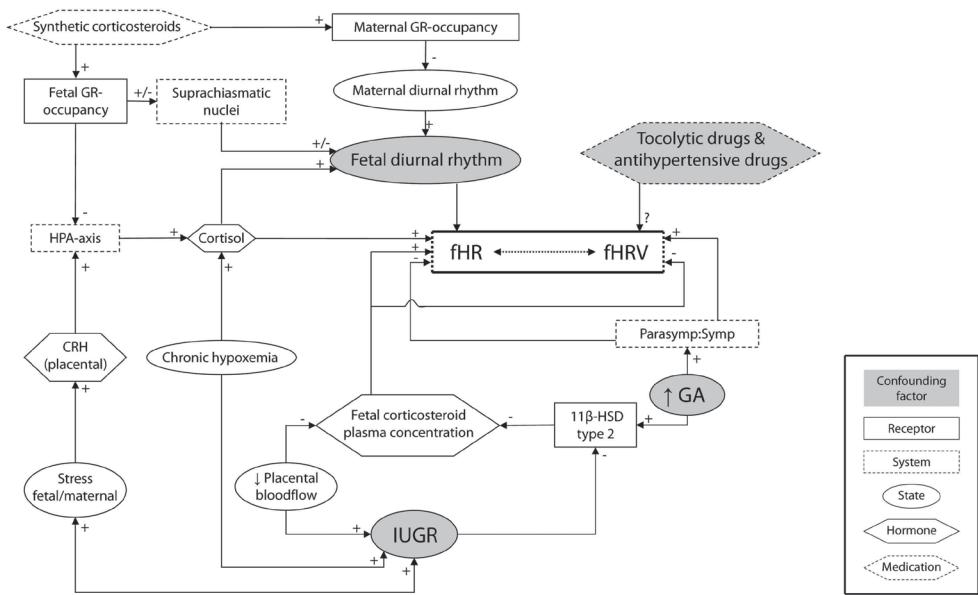 Synthetic corticosteroids
+
Maternal GR-occupancy
+
-
Fetal GR-
occupancy
+/-
Suprachiasmatic
nuclei
Maternal diurnal rhythm
+
+/-
+
Fetal diurnal rhythm
Tocolytic drugs &
antihypertensive drugs
-
?
HPA-axis
+
Cortisol
+
+
-
fHR
fHRV
+
-
+
+
CRH
(placental)
Chronic hypoxemia
Parasymp:Symp
+
+
↑ GA
-
Fetal corticosteroid
plasma concentration
-
11β-HSD
type 2
+
-
Stress
fetal/maternal
↓ Placental
bloodflow
+
IUGR
+
+
+
Confounding
factor
Receptor
System
State
Hormone
Medication